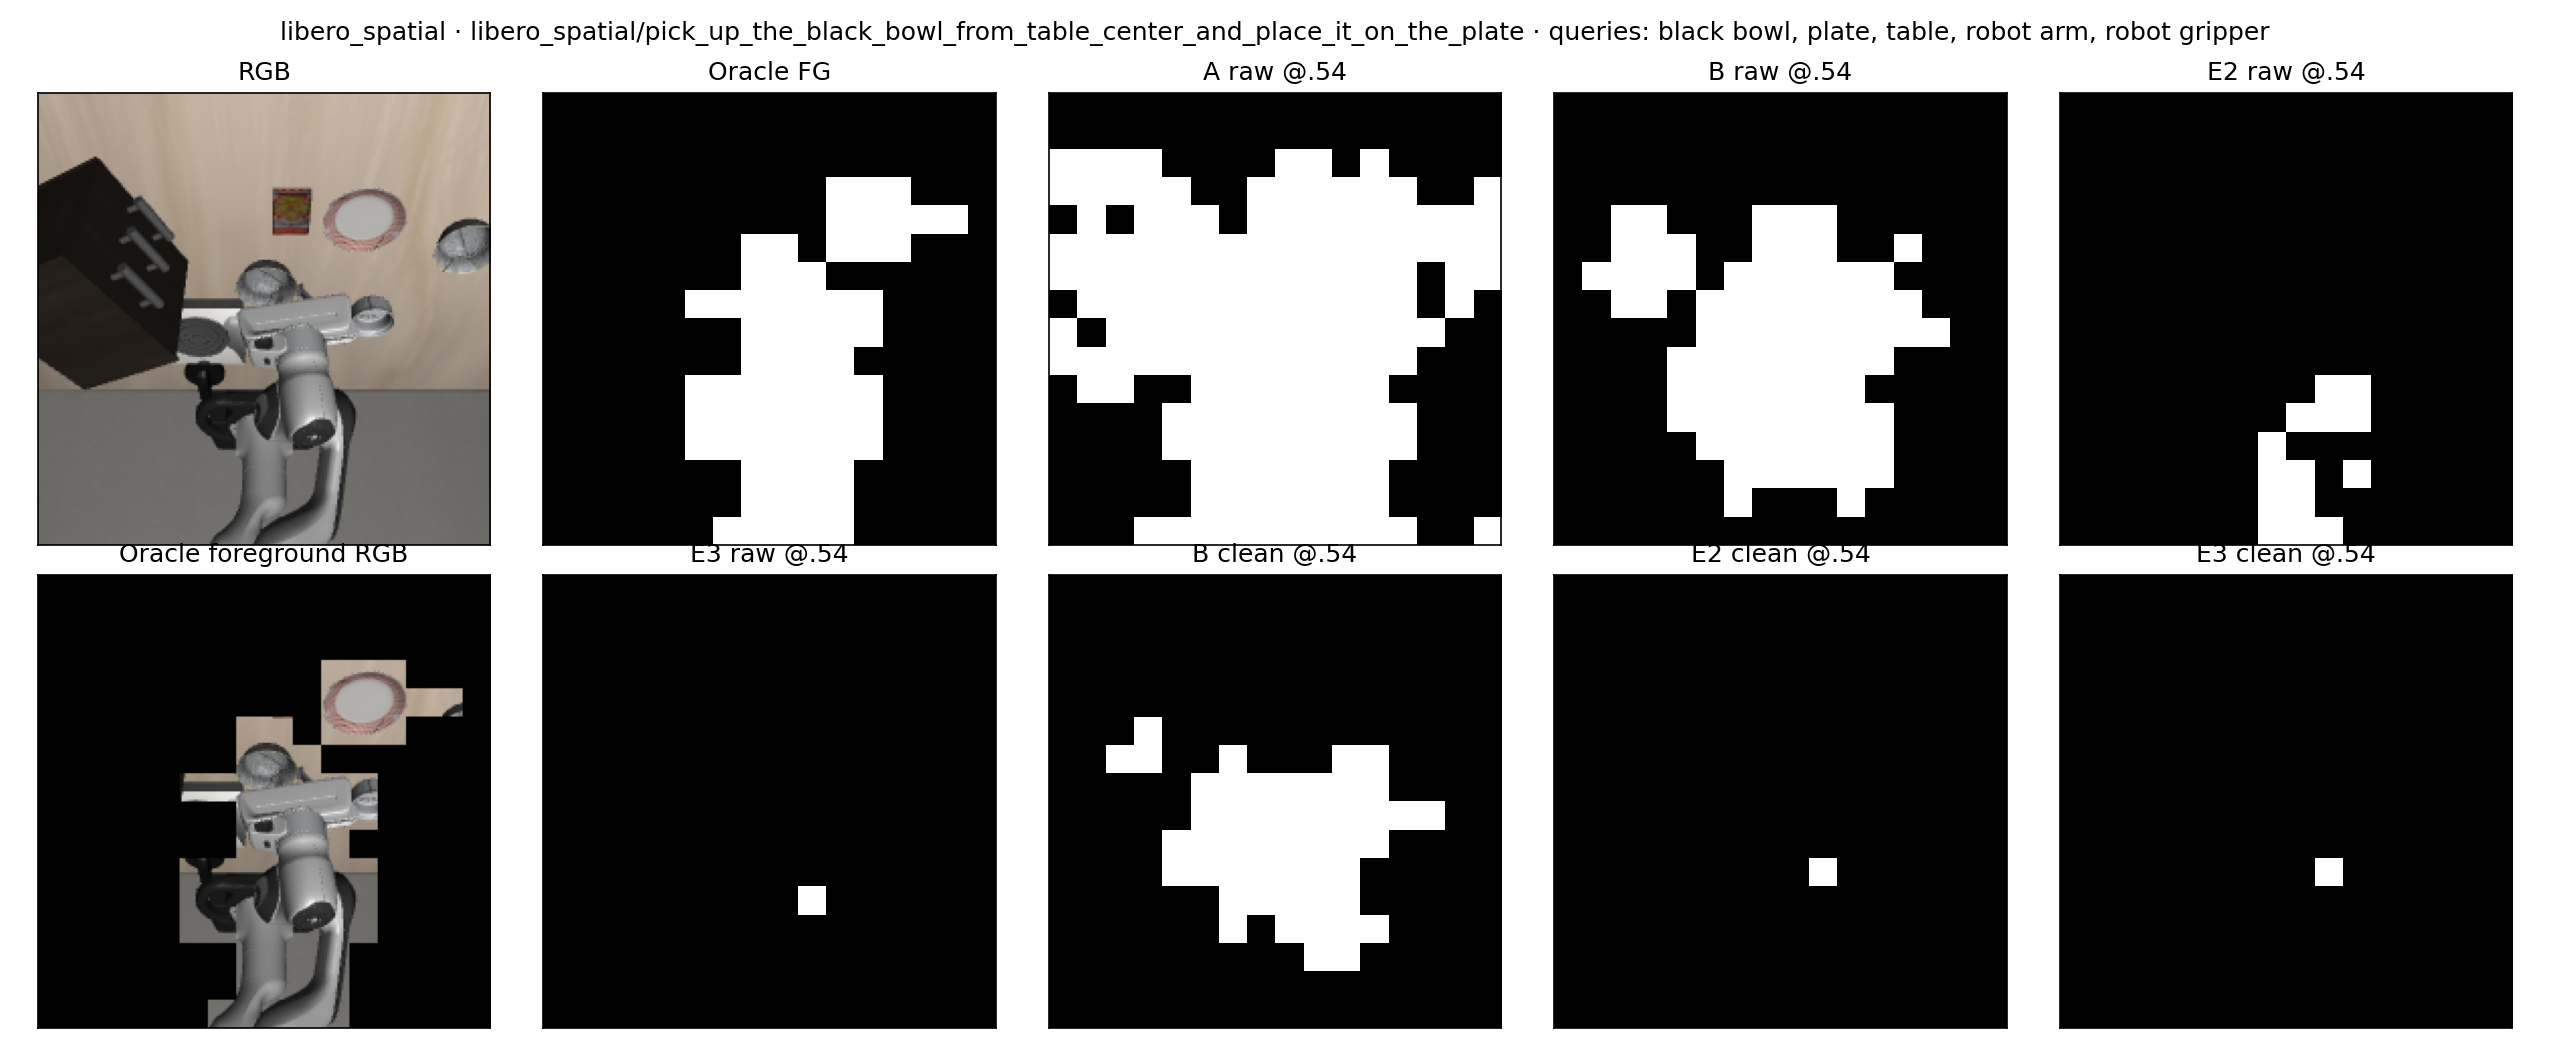 libero_spatial · libero_spatial/pick_up_the_black_bowl_from_table_center_and_place_it_on_the_plate · queries: black bowl, plate, table, robot arm, robot gripper
RGB
Oracle FG
A raw @.54
B raw @.54
E2 raw @.54
Oracle foreground RGB
E3 raw @.54
B clean @.54
E2 clean @.54
E3 clean @.54